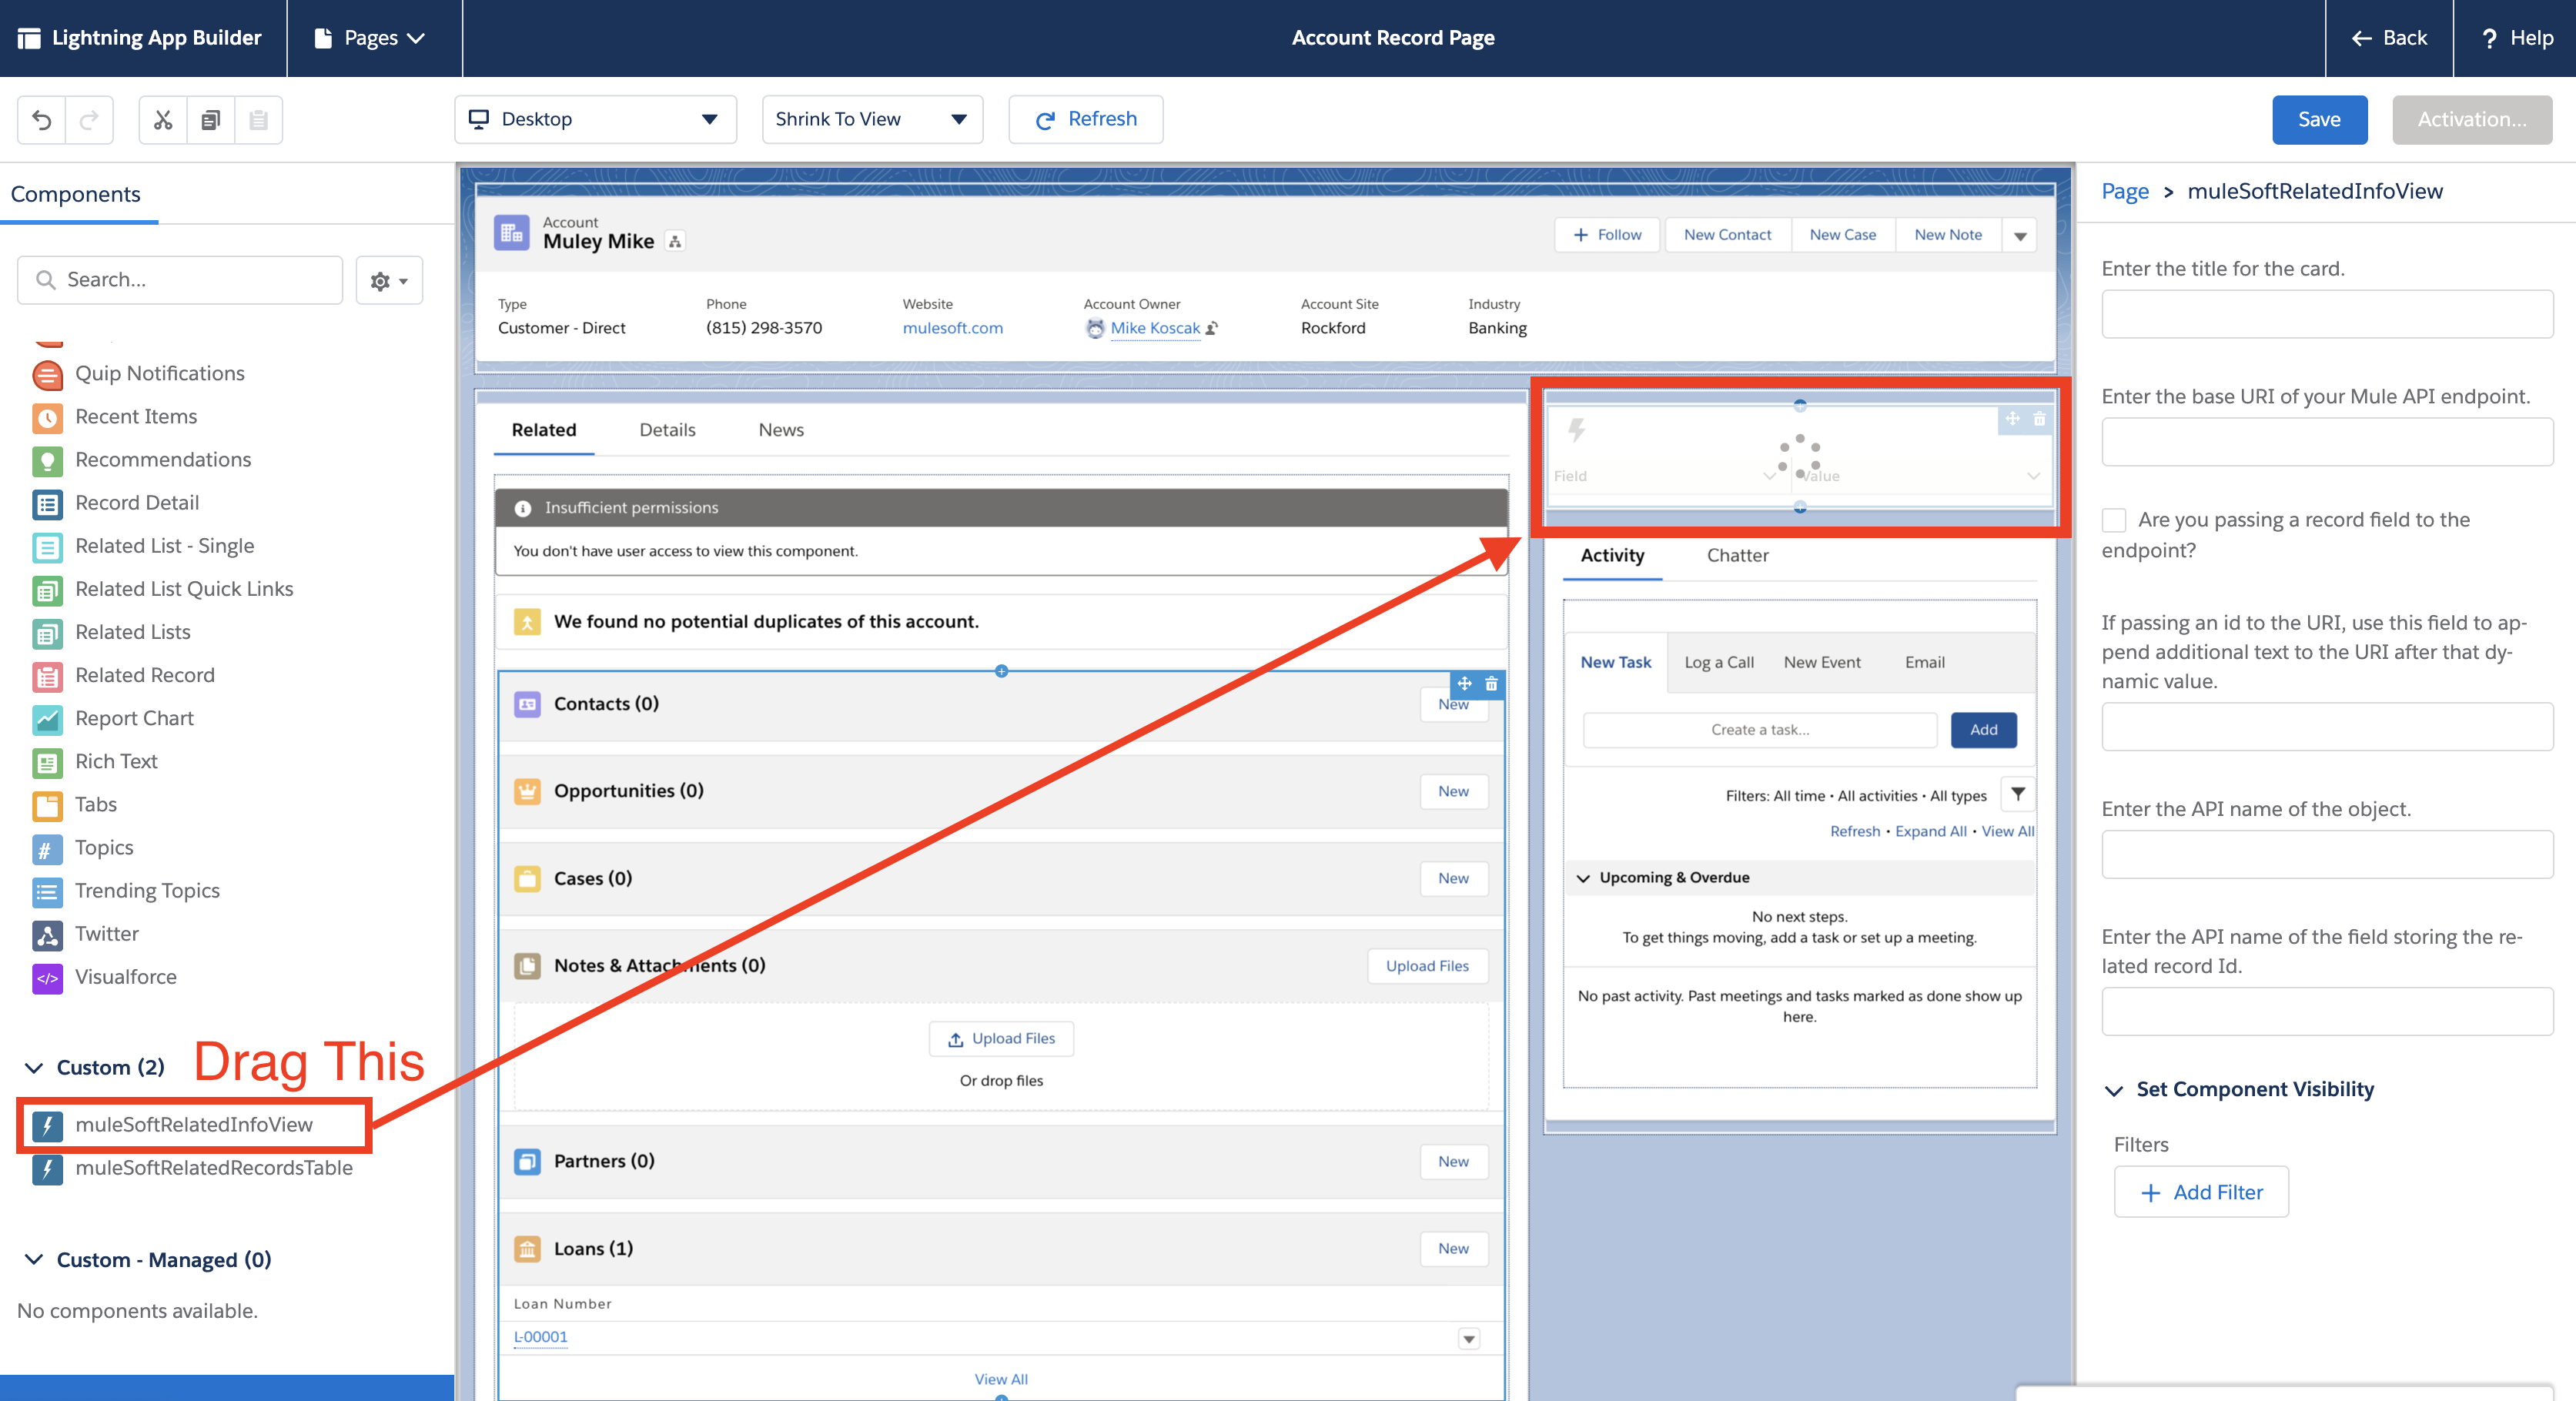 Lightning App Builder
Pages
Account Record Page
Back
? Help
Desktop
Shrink To View
Refresh
Save
Activation...
Components
Search...
Quip Notifications
Recent Items
Recommendations
Record Detail
Related List - Single
Related List Quick Links
Related Lists
Related Record
Report Chart
Rich Text
Tabs
# Topics
Trending Topics
Twitter
</> Visualforce
Custom (2)
Drag This
muleSoftRelatedInfoView
muleSoftRelatedRecordsTable
Custom - Managed (0)
No components available.
Account
Muley Mike
+ Follow
New Contact
New Case
New Note
Type
Customer - Direct
Phone
(815) 298-3570
Website
mulesoft.com
Account Owner
Mike Koscak
Account Site
Rockford
Industry
Banking
Related
Details
News
Insufficient permissions
You don't have user access to view this component.
We found no potential duplicates of this account.
Contacts (0)
New
Opportunities (0)
New
Cases (0)
New
Notes & Attachments (0)
Upload Files
Upload Files
Or drop files
Partners (0)
New
Loans (1)
New
Loan Number
L-00001
View All
Field
Value
Activity
Chatter
New Task
Log a Call
New Event
Email
Create a task...
Add
Filters: All time • All activities • All types
Refresh • Expand All • View All
Upcoming & Overdue
No next steps.
To get things moving, add a task or set up a meeting.
No past activity. Past meetings and tasks marked as done show up
here.
Page > muleSoftRelatedInfoView
Enter the title for the card.
Enter the base URI of your Mule API endpoint.
Are you passing a record field to the
endpoint?
If passing an id to the URI, use this field to ap-
pend additional text to the URI after that dy-
namic value.
Enter the API name of the object.
Enter the API name of the field storing the re-
lated record Id.
Set Component Visibility
Filters
+ Add Filter